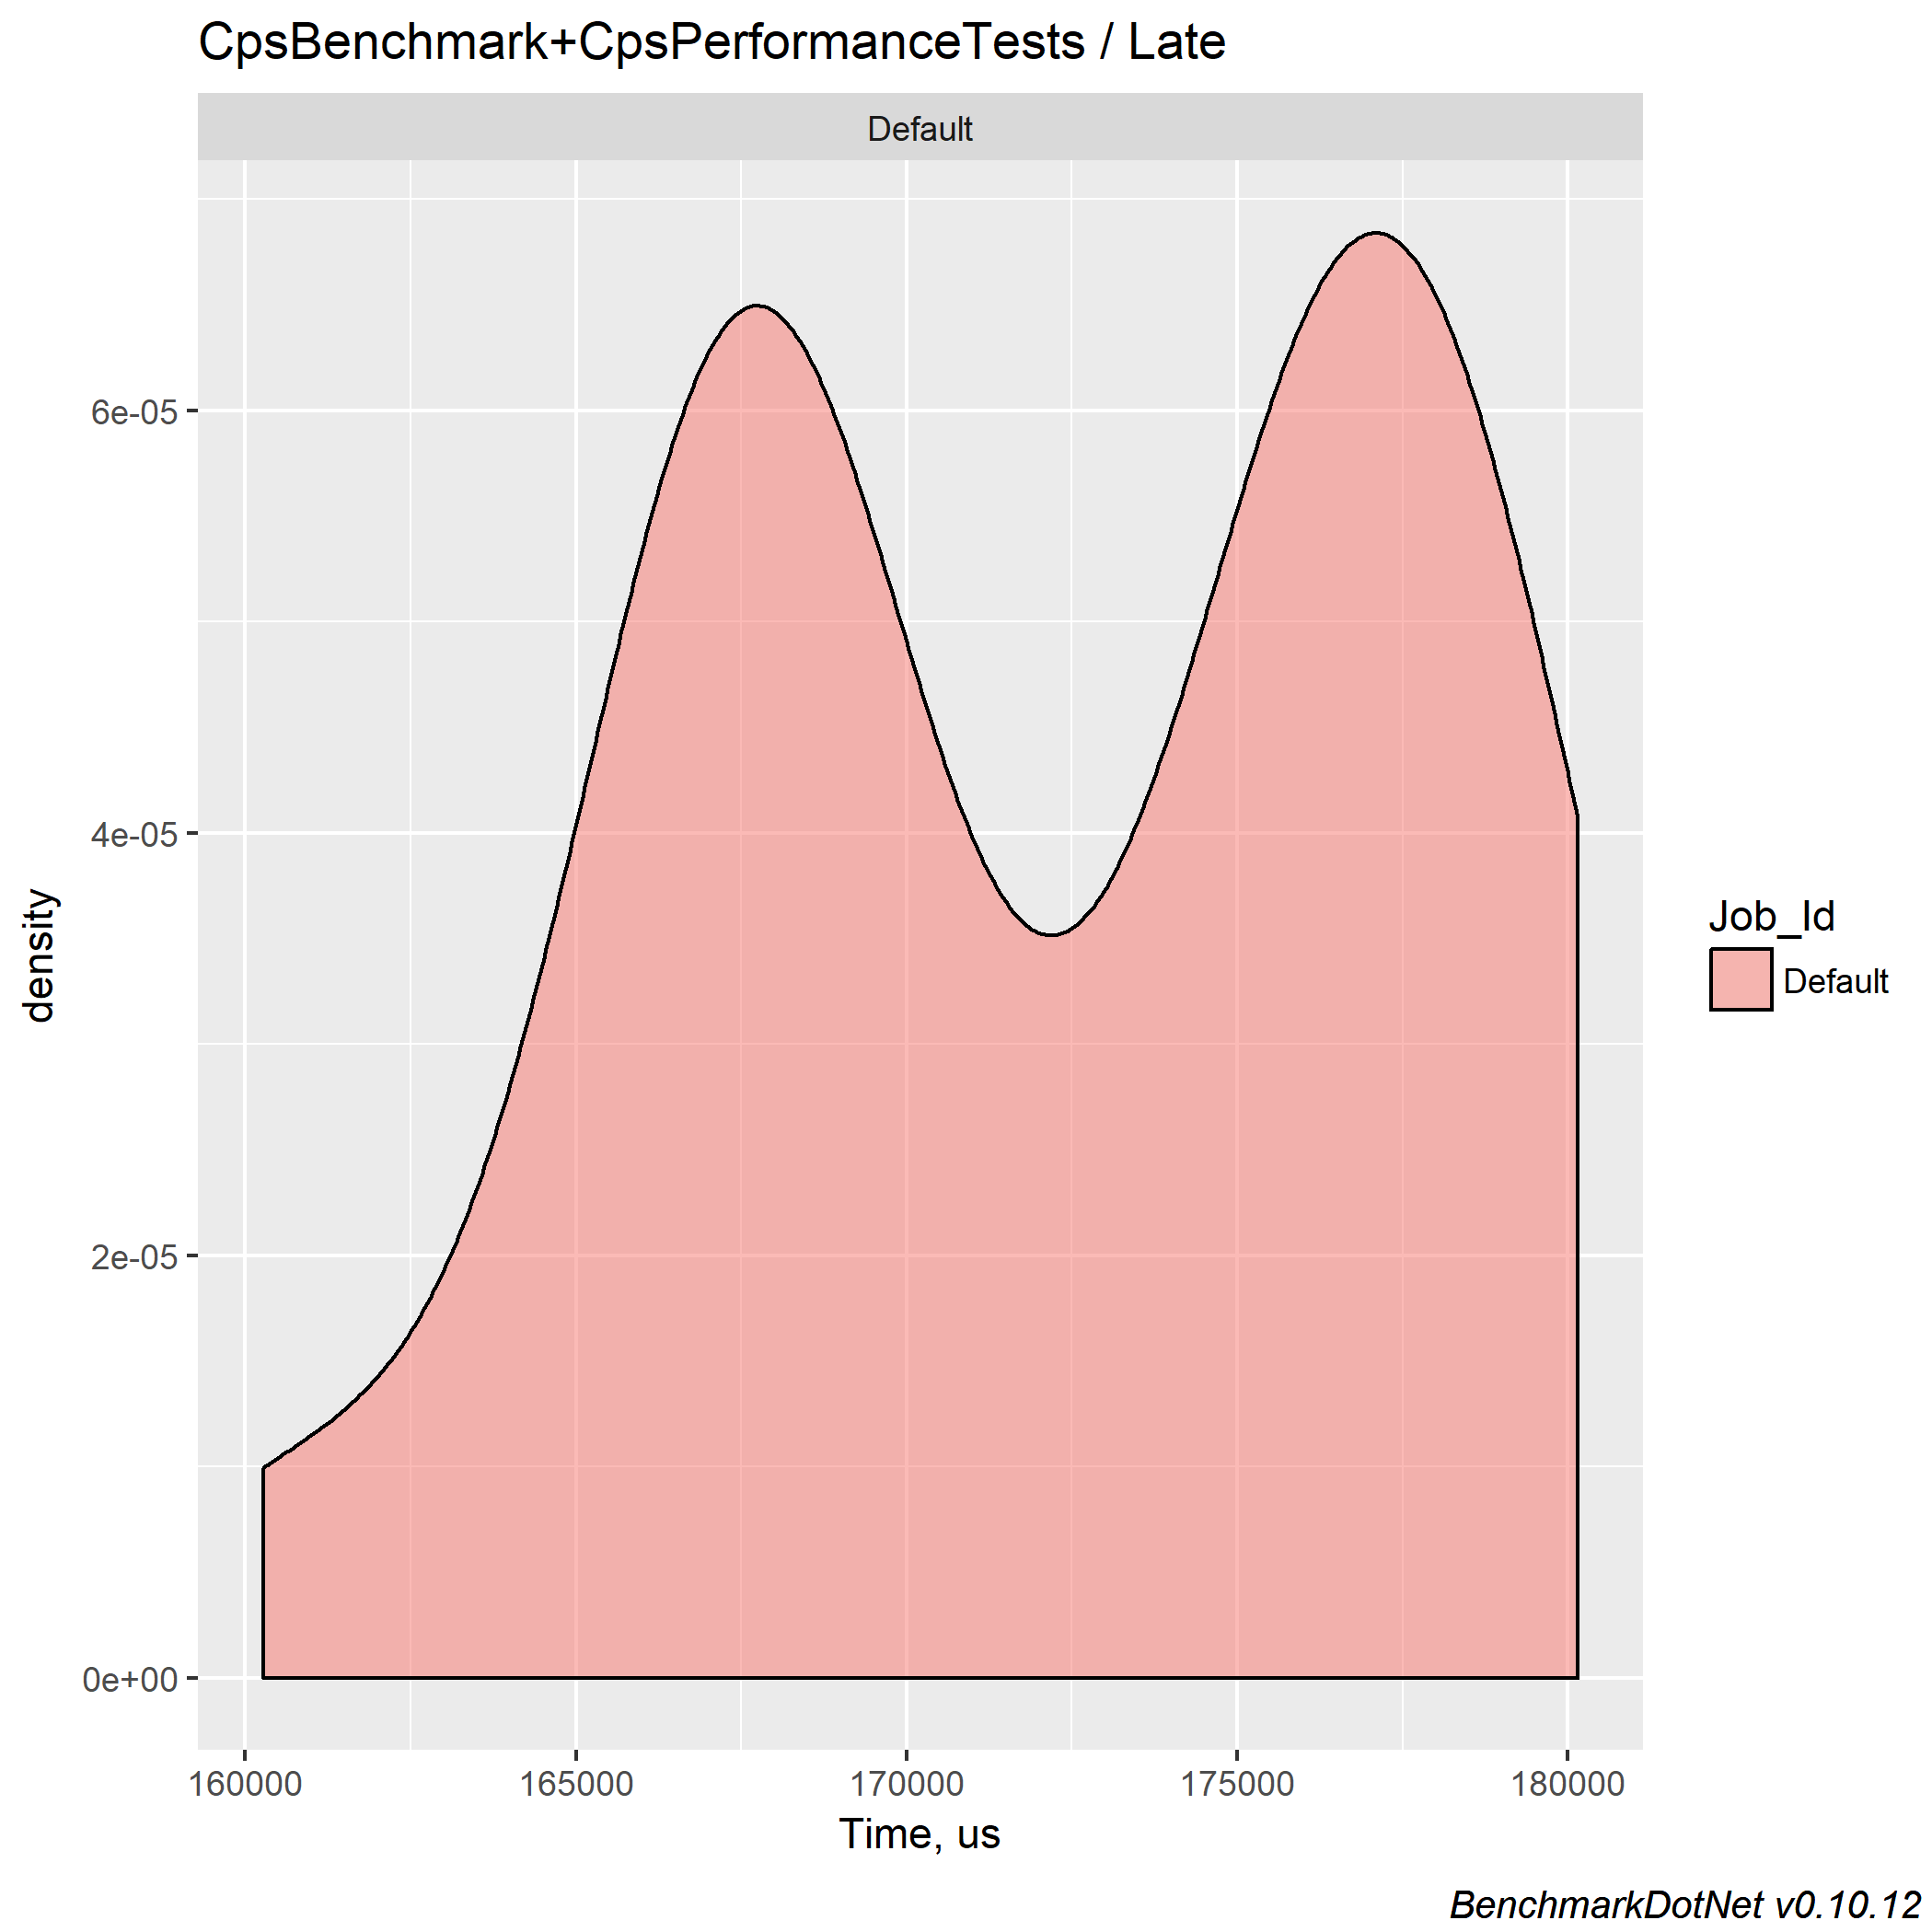 CpsBenchmark+CpsPerformanceTests / Late
Default
6e-05
4e-05
2e-05
0e+00
density
160000 165000 170000 175000 180000
Time, us
Job_Id
Default
BenchmarkDotNet v0.10.12